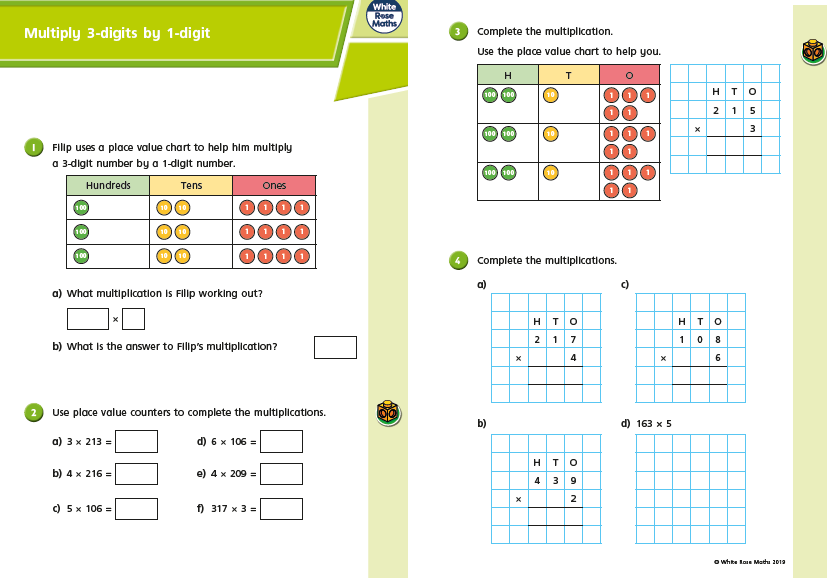 Multiply 3-digits by 1-digit
White
Rose
Maths
1
Filip uses a place value chart to help him multiply
a 3-digit number by a 1-digit number.
Hundreds Tens Ones
100 10 10 1 1 1 1
100 10 10 1 1 1 1
100 10 10 1 1 1 1
a) What multiplication is Filip working out?
×
b) What is the answer to Filip's multiplication?
2
Use place value counters to complete the multiplications.
a) 3 × 213 = d) 6 × 106 =
b) 4 × 216 = e) 4 × 209 =
c) 5 × 106 = f) 317 × 3 =
3
Complete the multiplication.
Use the place value chart to help you.
H T O
100 100 10 1 1 1
1 1
100 100 10 1 1 1
1 1
100 100 10 1 1 1
1 1
H T O
2 1 5
× 3
4
Complete the multiplications.
a)
H T O
2 1 7
× 4
c)
H T O
1 0 8
× 6
b)
H T O
4 3 9
× 2
d) 163 × 5
© White Rose Maths 2019